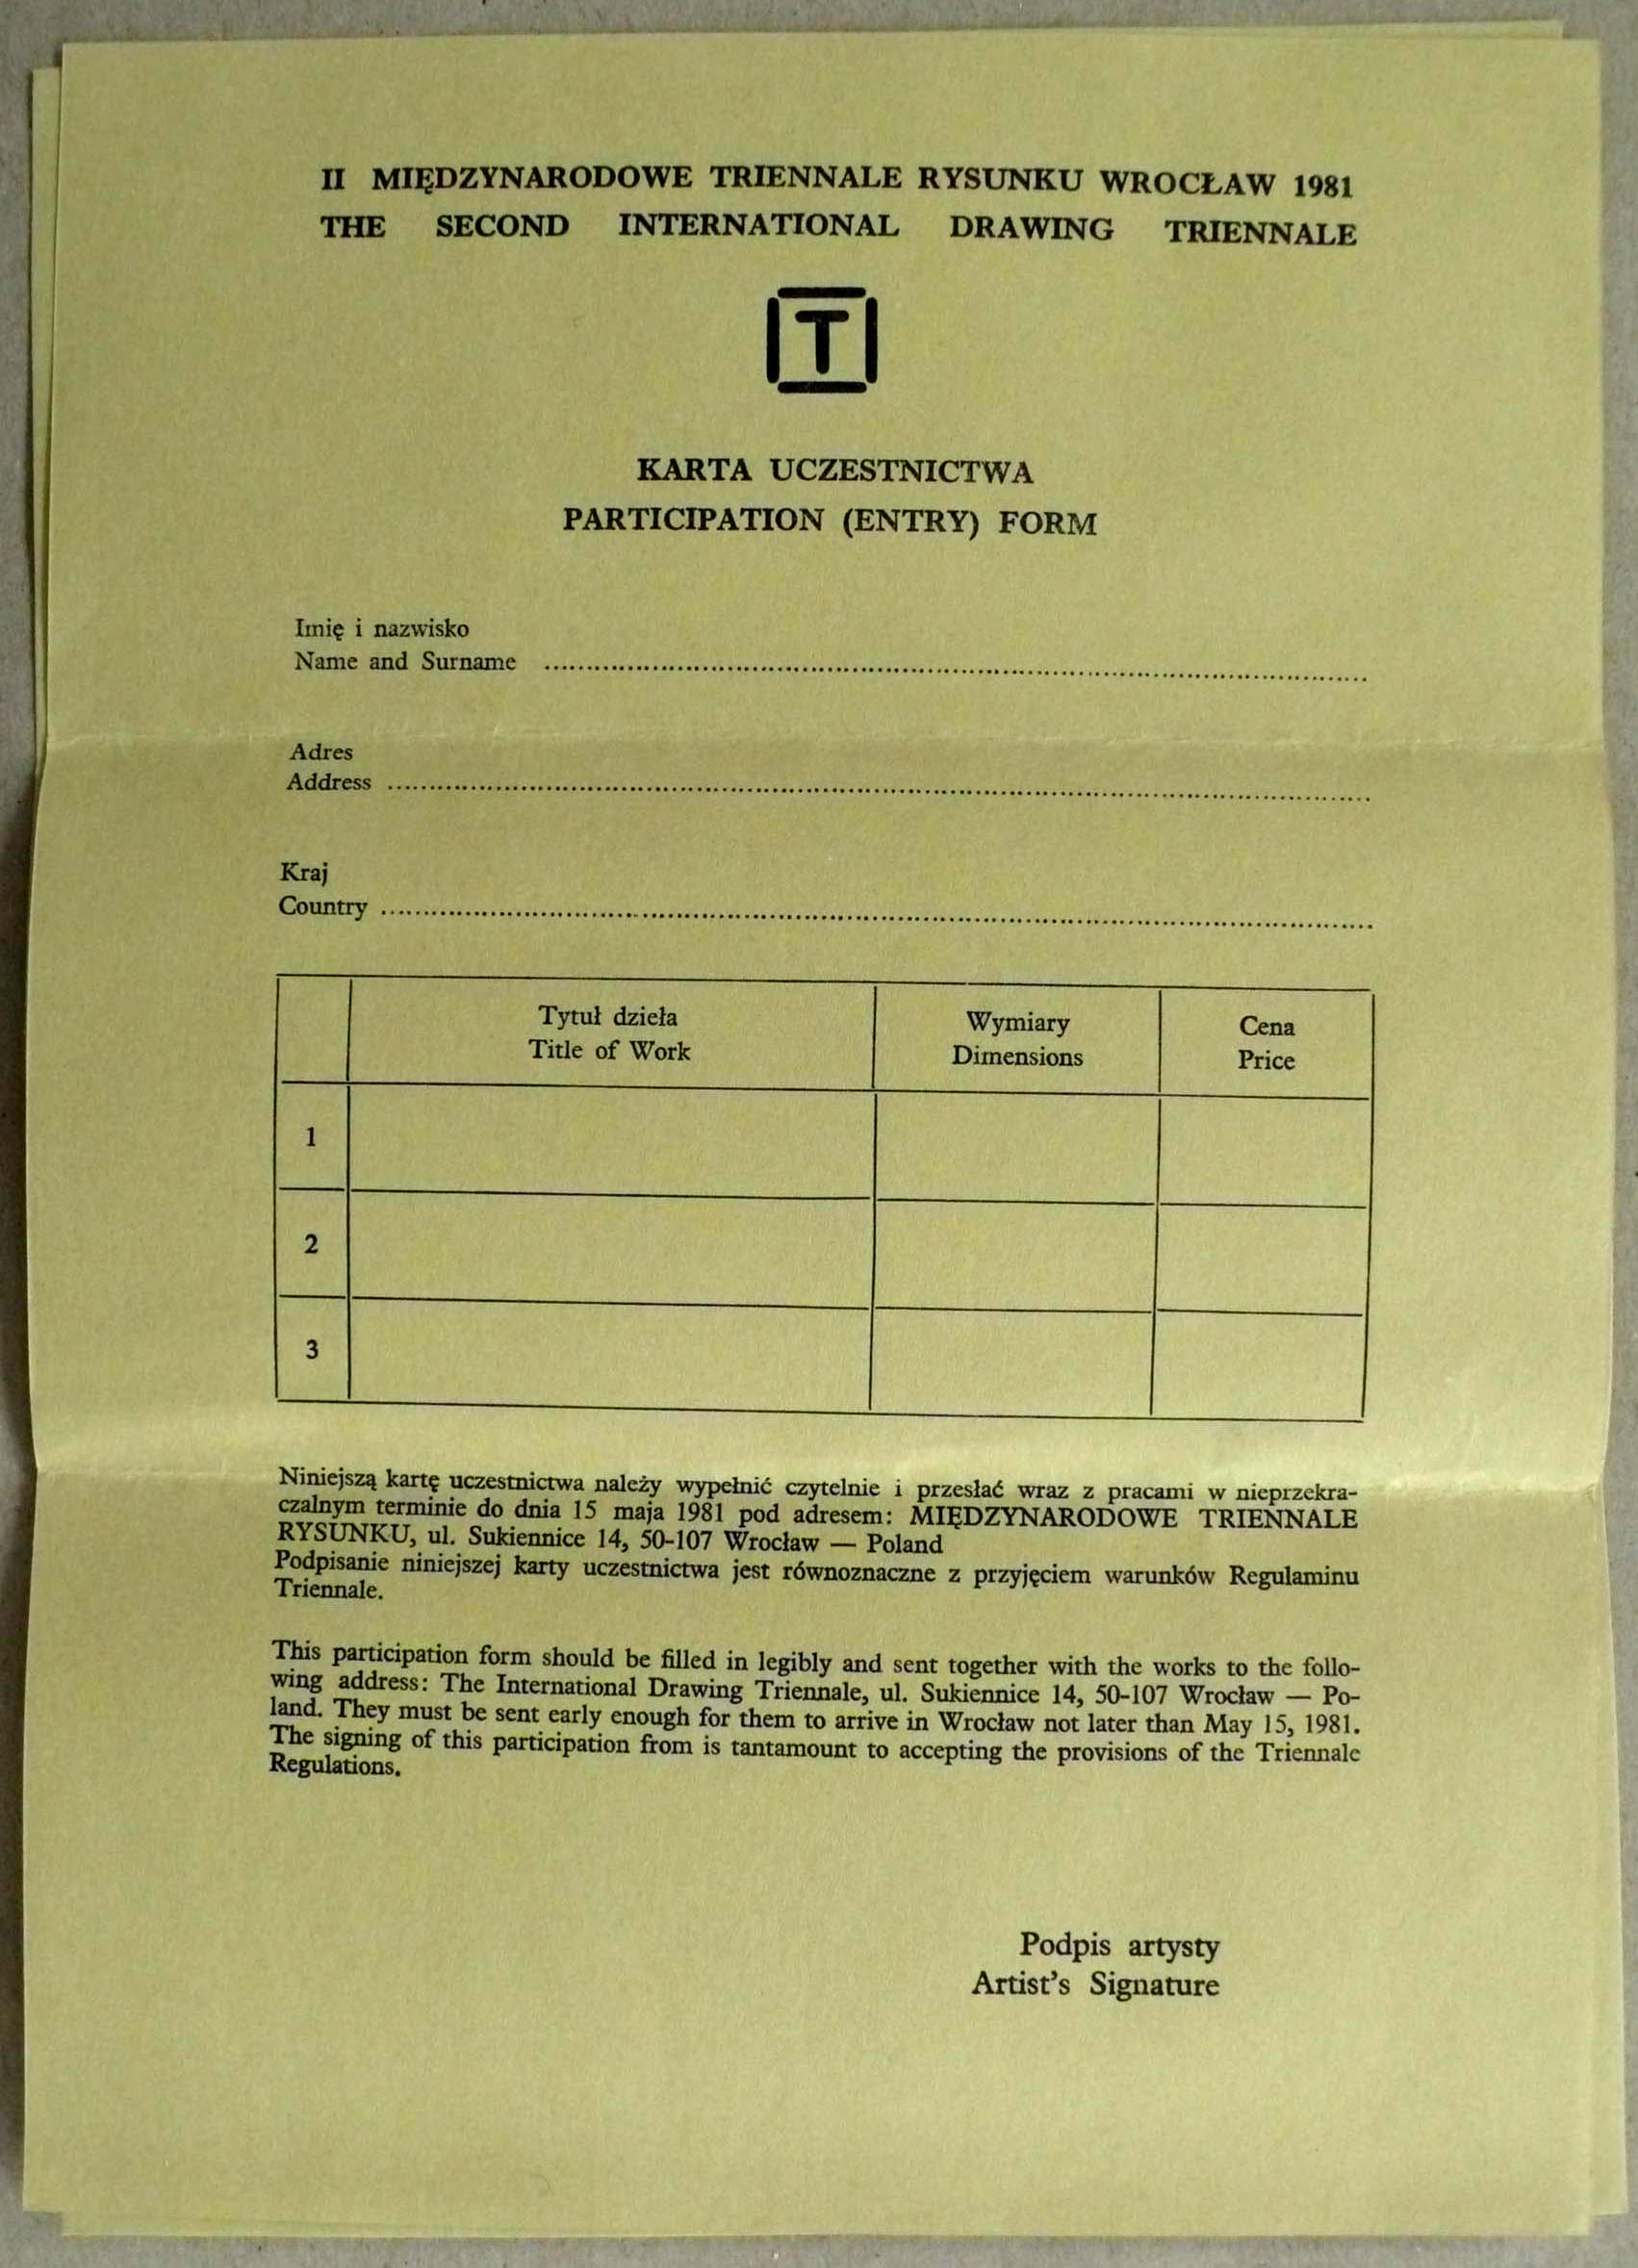 II MIĘDZYNARODOWE TRIENNALE RYSUNKU WROCŁAW 1981
THE SECOND INTERNATIONAL DRAWING TRIENNALE
T
KARTA UCZESTNICTWA
PARTICIPATION (ENTRY) FORM
Imię i nazwisko
Name and Surname
Adres
Address
Kraj
Country
Tytuł dzieła
Title of Work
Wymiary
Dimensions
Cena
Price
1
2
3
Niniejszą kartę uczestnictwa należy wypełnić czytelnie i przesłać wraz z pracami w nieprzekra-
czalnym terminie do dnia 15 maja 1981 pod adresem: MIĘDZYNARODOWE TRIENNALE
RYSUNKU, ul. Sukiennice 14, 50-107 Wrocław — Poland
Podpisanie niniejszej karty uczestnictwa jest równoznaczne z przyjęciem warunków Regulaminu
Triennale.
This participation form should be filled in legibly and sent together with the works to the follo-
wing address: The International Drawing Triennale, ul. Sukiennice 14, 50-107 Wrocław — Po-
land. They must be sent early enough for them to arrive in Wrocław not later than May 15, 1981.
The signing of this participation from is tantamount to accepting the provisions of the Triennale
Regulations.
Podpis artysty
Artist's Signature